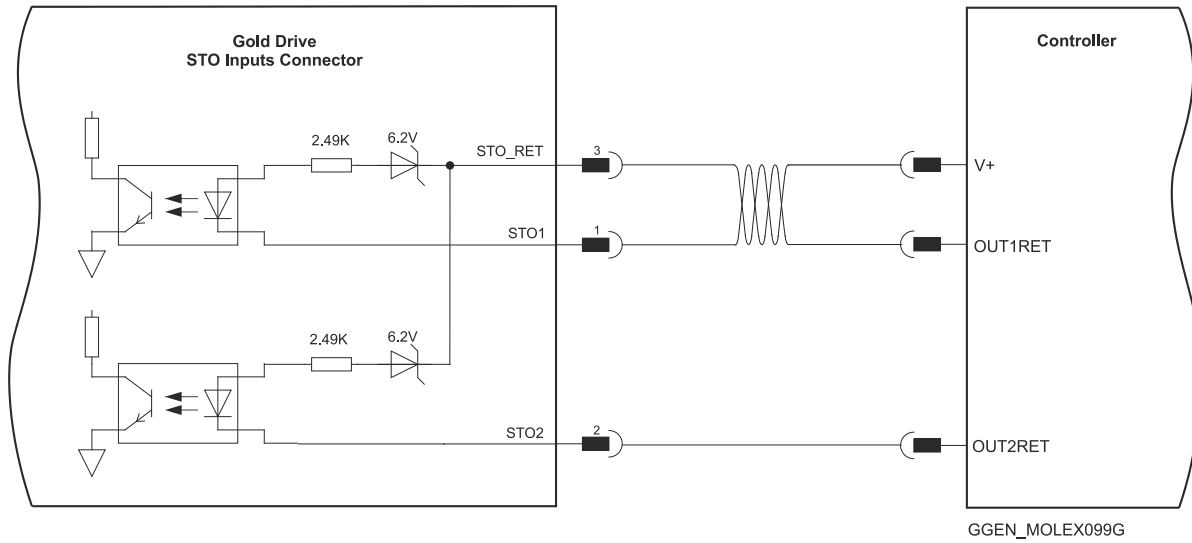 Gold Drive
STO Inputs Connector
Controller
2.49K
6.2V
STO_RET
3
V+
STO1
1
OUT1RET
2.49K
6.2V
STO2
2
OUT2RET
GGEN_MOLEX099G